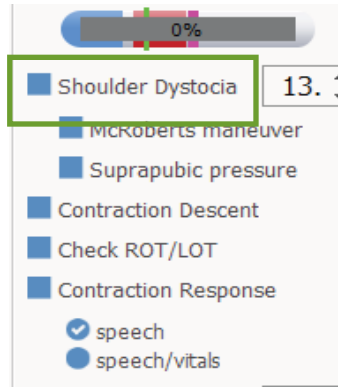 0%
Shoulder Dystocia 13.
McRoberts maneuver
Suprapubic pressure
Contraction Descent
Check ROT/LOT
Contraction Response
speech
speech/vitals